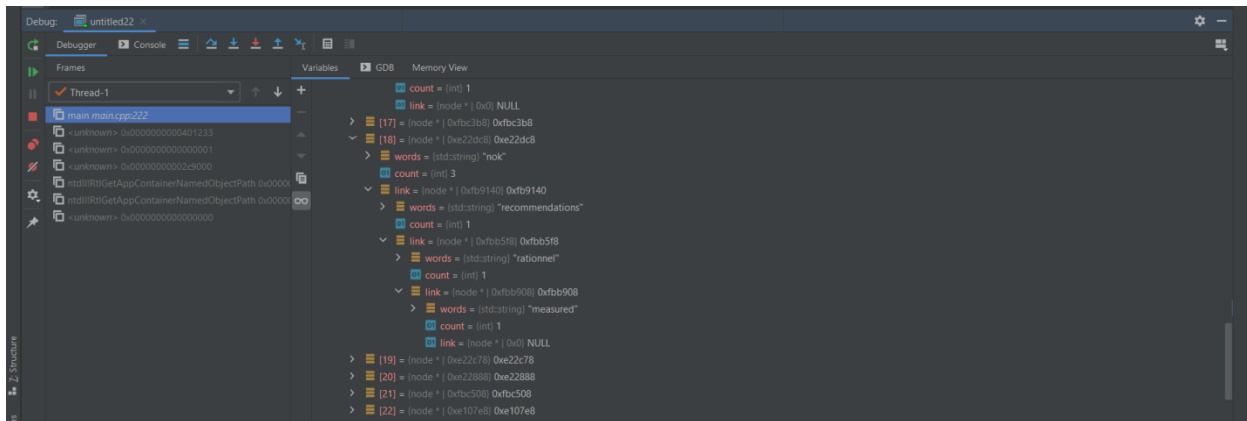 Debug: untitled22
Debugger Console
Frames Variables GDB Memory View
Thread-1
main main.cpp:222
<unknown> 0x0000000000401233
<unknown> 0x0000000000000001
<unknown> 0x00000000002c9000
ntdll!RtlGetAppContainerNamedObjectPath 0x0000
ntdll!RtlGetAppContainerNamedObjectPath 0x0000
<unknown> 0x0000000000000000
count = {int} 1
link = {node * | 0x0} NULL
[17] = {node * | 0xfbc3b8} 0xfbc3b8
[18] = {node * | 0xe22dc8} 0xe22dc8
words = {std::string} "nok"
count = {int} 3
link = {node * | 0xfb9140} 0xfb9140
words = {std::string} "recommendations"
count = {int} 1
link = {node * | 0xfbb5f8} 0xfbb5f8
words = {std::string} "rationnel"
count = {int} 1
link = {node * | 0xfbb908} 0xfbb908
words = {std::string} "measured"
count = {int} 1
link = {node * | 0x0} NULL
[19] = {node * | 0xe22c78} 0xe22c78
[20] = {node * | 0xe22888} 0xe22888
[21] = {node * | 0xfbc508} 0xfbc508
[22] = {node * | 0xe107e8} 0xe107e8
Z: Structure